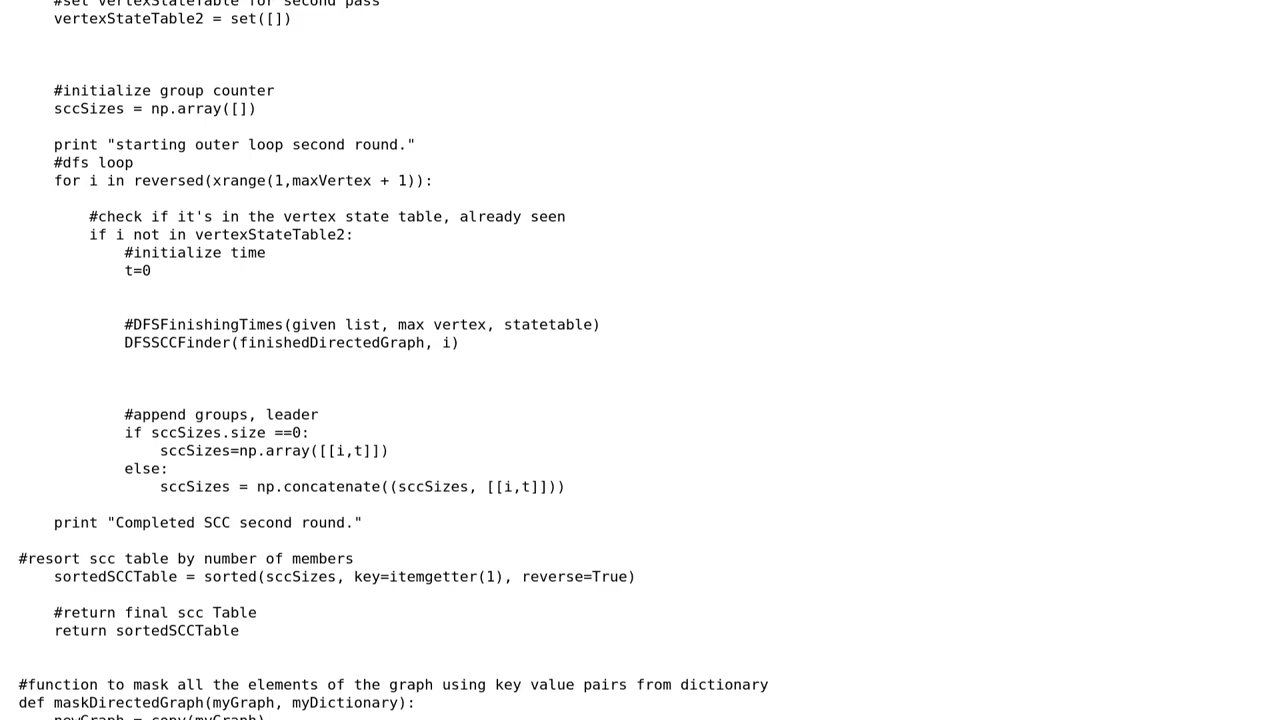 #set vertexStateTable for second pass
vertexStateTable2 = set([])
#initialize group counter
sccSizes = np.array([])
print "starting outer loop second round."
#dfs loop
for i in reversed(xrange(1,maxVertex + 1)):
#check if it's in the vertex state table, already seen
if i not in vertexStateTable2:
#initialize time
t=0
#DFSFinishingTimes(given list, max vertex, statetable)
DFSSCCFinder(finishedDirectedGraph, i)
#append groups, leader
if sccSizes.size ==0:
sccSizes=np.array([[i,t]])
else:
sccSizes = np.concatenate((sccSizes, [[i,t]]))
print "Completed SCC second round."
#resort scc table by number of members
sortedSCCTable = sorted(sccSizes, key=itemgetter(1), reverse=True)
#return final scc Table
return sortedSCCTable
#function to mask all the elements of the graph using key value pairs from dictionary
def maskDirectedGraph(myGraph, myDictionary):
newGraph = copy(myGraph)